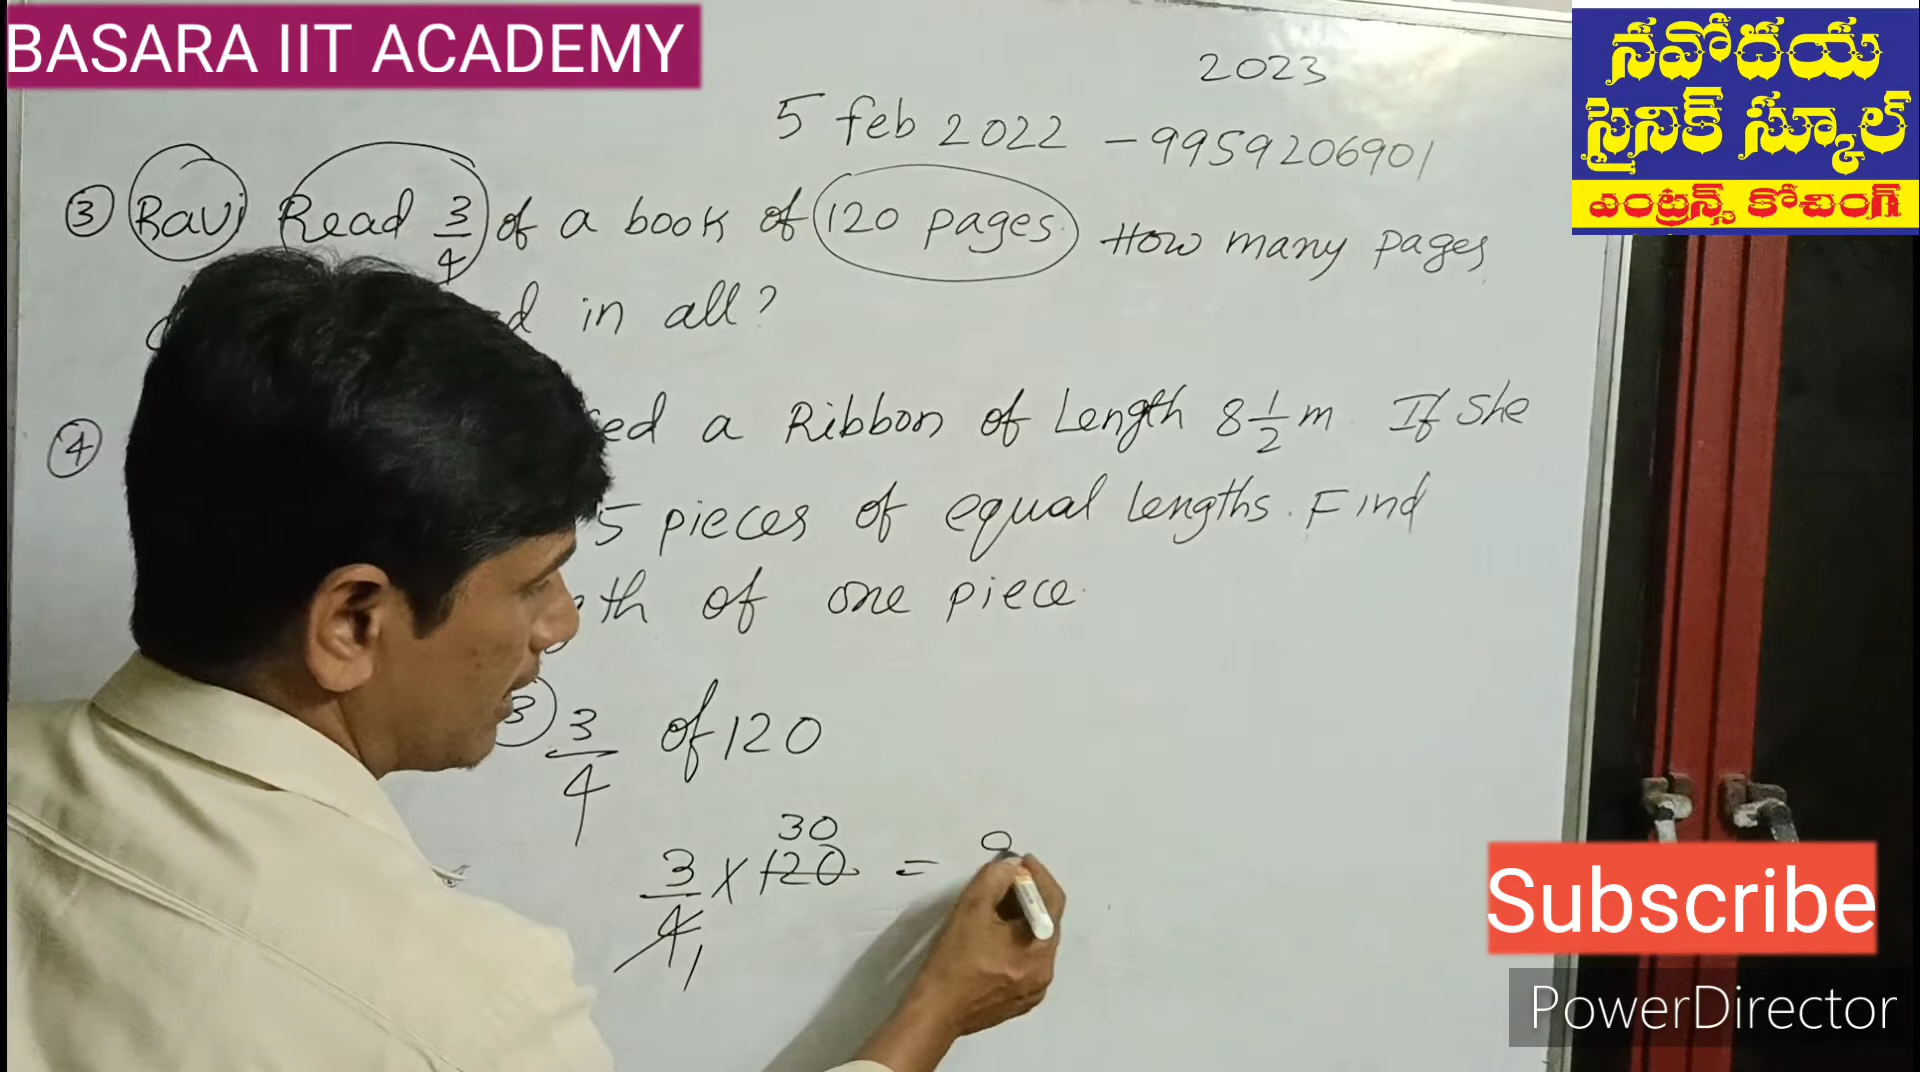 BASARA IIT ACADEMY
నవోదయ
సైనిక్ స్కూల్
ఎంట్రన్స్ కోచింగ్
2023
5 feb 2022 - 9959206901
③ Ravi Read 3/4 of a book of 120 pages. How many pages
in all?
④ a Ribbon of Length 8 1/2 m. If she
5 pieces of equal lengths. Find
of one piece.
③ 3/4 of 120
3/4 × 120 =
30
1
Subscribe
PowerDirector